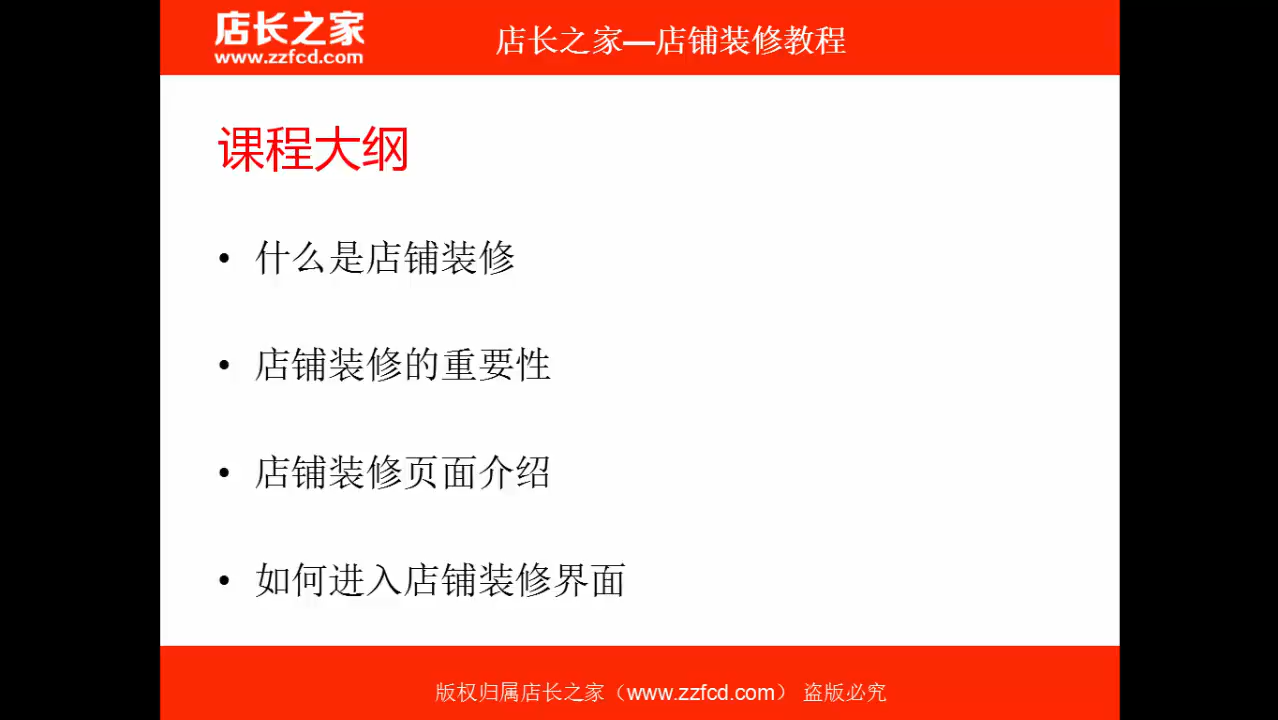 店长之家
www.zzfcd.com
店长之家—店铺装修教程
课程大纲
• 什么是店铺装修
• 店铺装修的重要性
• 店铺装修页面介绍
• 如何进入店铺装修界面
版权归属店长之家（www.zzfcd.com） 盗版必究